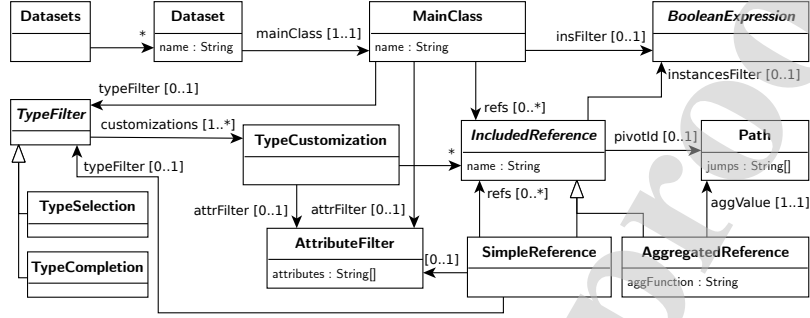 Datasets
*
Dataset
name : String
mainClass [1..1]
MainClass
name : String
insFilter [0..1]
BooleanExpression
typeFilter [0..1]
refs [0..*]
instancesFilter [0..1]
TypeFilter
customizations [1..*]
typeFilter [0..1]
TypeCustomization
*
IncludedReference
name : String
pivotId [0..1]
Path
jumps : String[]
TypeSelection
attrFilter [0..1]
attrFilter [0..1]
refs [0..*]
aggValue [1..1]
TypeCompletion
AttributeFilter
attributes : String[]
[0..1]
SimpleReference
AggregatedReference
aggFunction : String